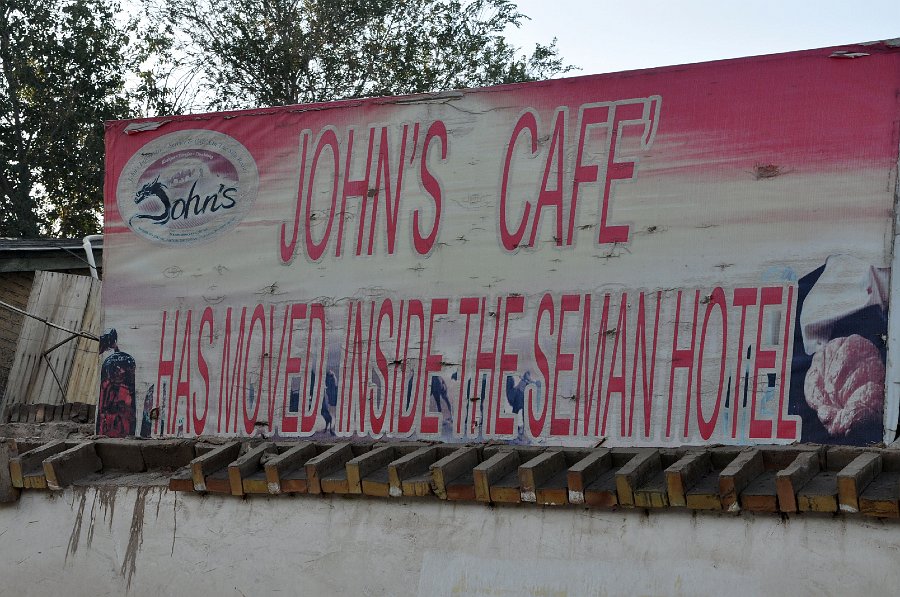 John's
JOHN'S CAFE'
HAS MOVED INSIDE THE SEMAN HOTEL